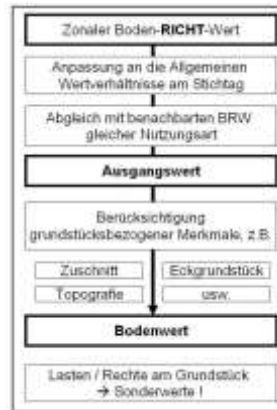 Zonaler Boden-RICHT-Wert
Anpassung an die Allgemeinen
Wertverhältnisse am Stichtag
Abgleich mit benachbarten BRW
gleicher Nutzungsart
Ausgangswert
Berücksichtigung
grundstücksbezogener Merkmale, z.B.
Zuschnitt
Eckgrundstück
Topografie
usw.
Bodenwert
Lasten / Rechte am Grundstück
→ Sonderwerte !